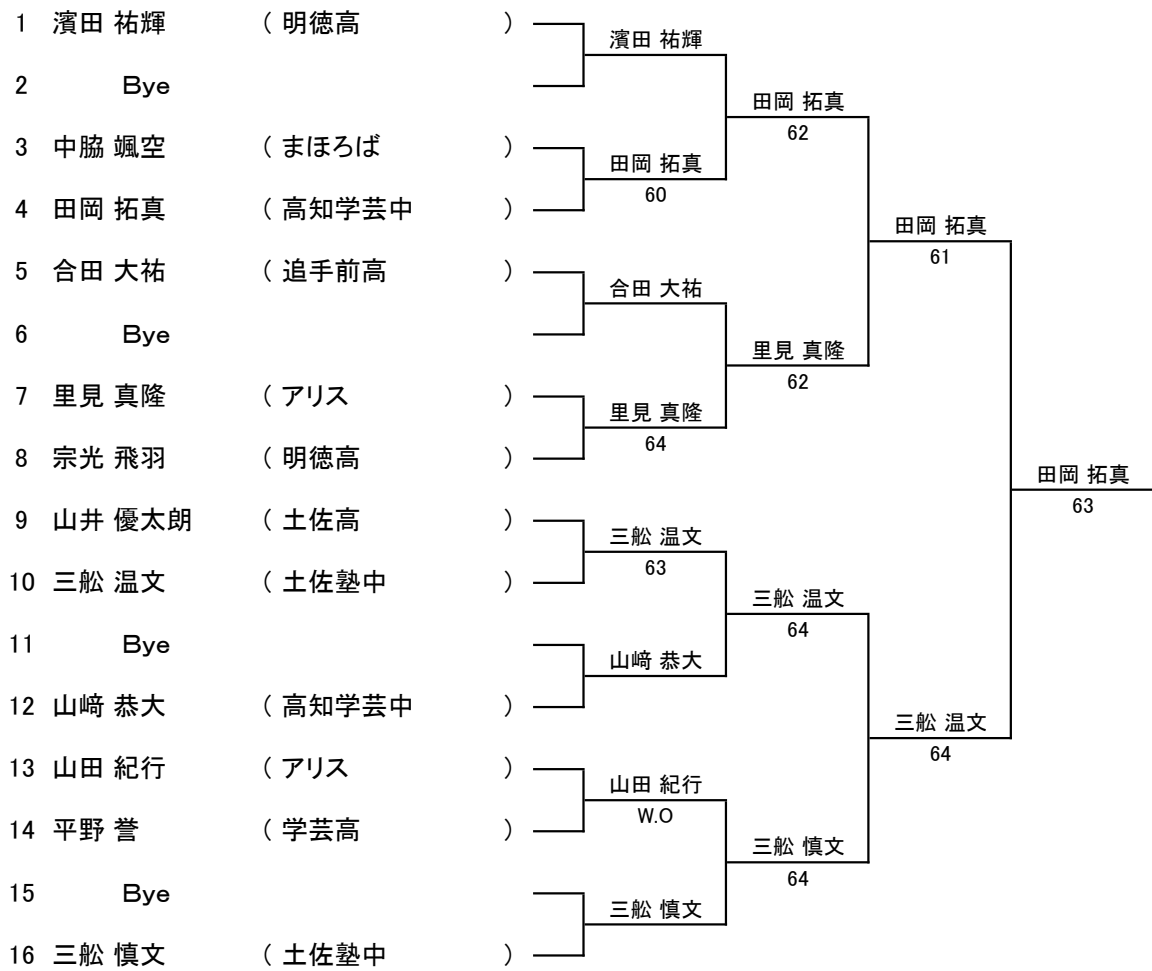 1 濱田 祐輝 ( 明徳高 )
濱田 祐輝
2 Bye
田岡 拓真
62
3 中脇 颯空 ( まほろば )
田岡 拓真
60
4 田岡 拓真 ( 高知学芸中 )
田岡 拓真
61
5 合田 大祐 ( 追手前高 )
合田 大祐
6 Bye
里見 真隆
62
7 里見 真隆 ( アリス )
里見 真隆
64
8 宗光 飛羽 ( 明徳高 )
田岡 拓真
63
9 山井 優太朗 ( 土佐高 )
三舩 温文
63
10 三舩 温文 ( 土佐塾中 )
三舩 温文
64
11 Bye
山﨑 恭大
12 山﨑 恭大 ( 高知学芸中 )
三舩 温文
64
13 山田 紀行 ( アリス )
山田 紀行
W.O
14 平野 誉 ( 学芸高 )
三舩 慎文
64
15 Bye
三舩 慎文
16 三舩 慎文 ( 土佐塾中 )